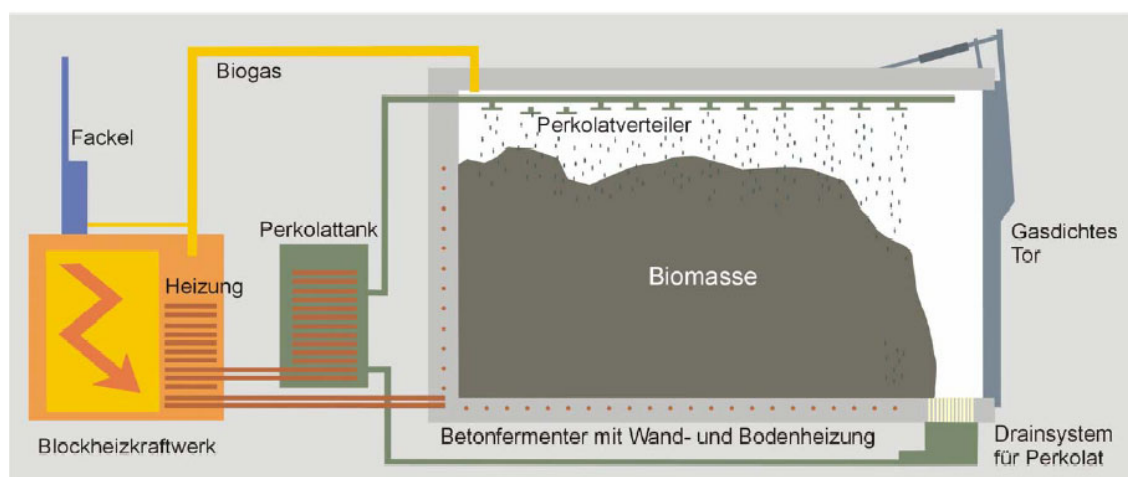 Biogas
Fackel
Perkolatverteiler
Perkolattank
Gasdichtes
Tor
Heizung
Biomasse
Blockheizkraftwerk
Betonfermenter mit Wand- und Bodenheizung
Drainsystem
für Perkolat